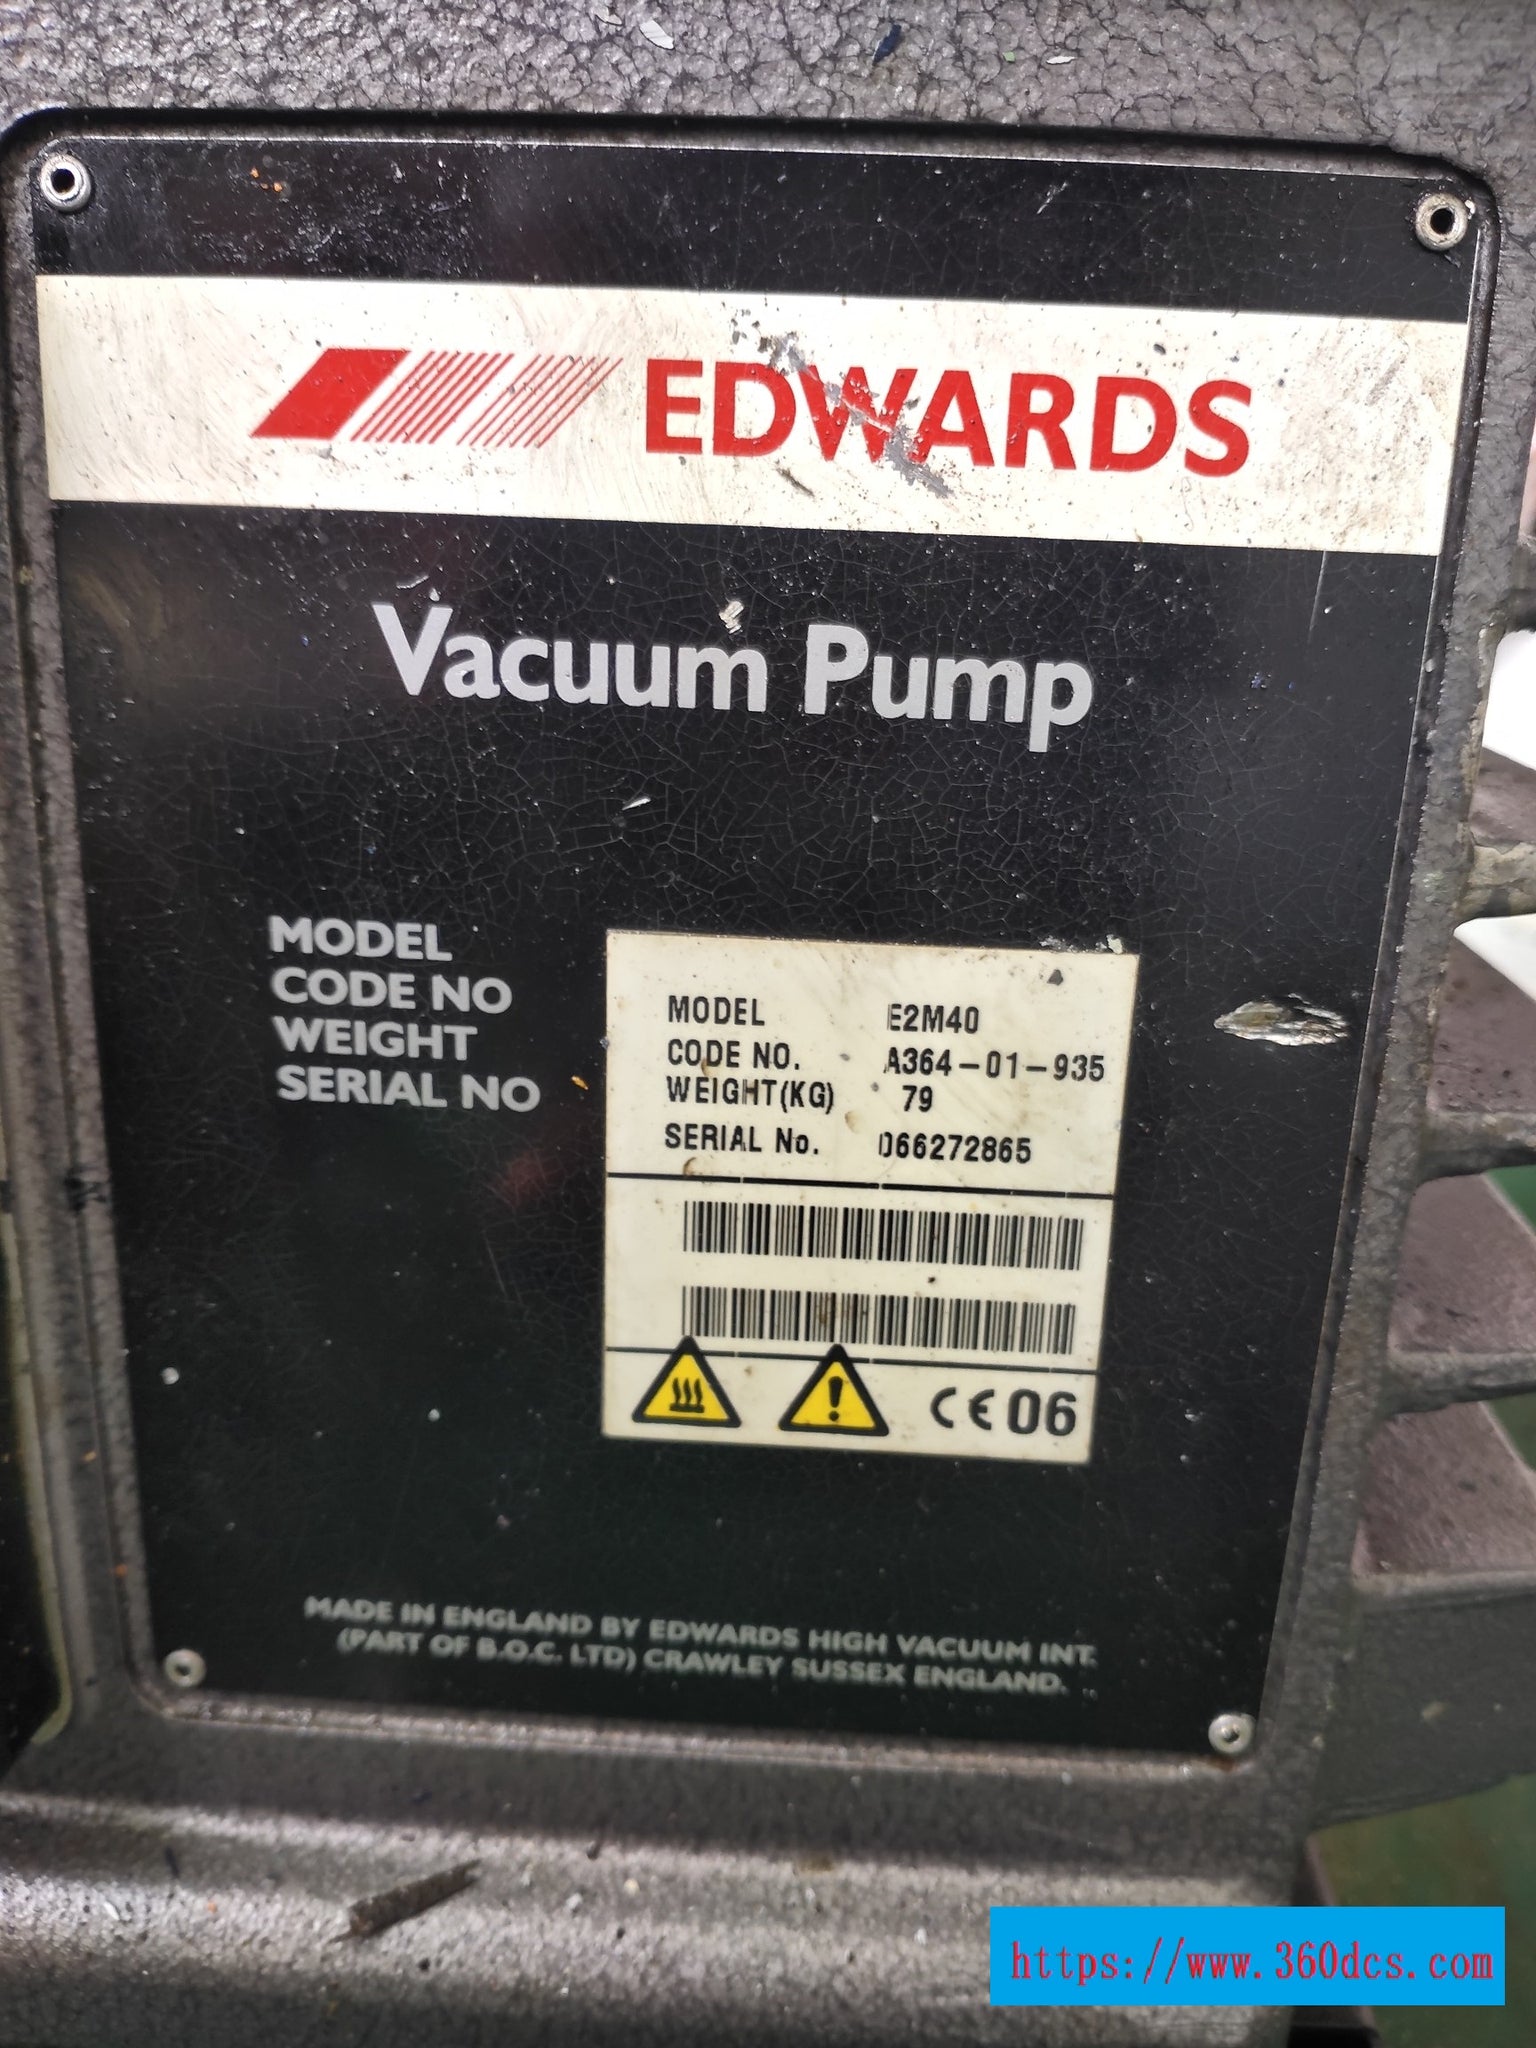 EDWARDS
Vacuum Pump
MODEL
CODE NO
WEIGHT
SERIAL NO
MODEL E2M40
CODE NO. A364-01-935
WEIGHT(KG) 79
SERIAL No. 066272865
CE 06
MADE IN ENGLAND BY EDWARDS HIGH VACUUM INT.
(PART OF B.O.C. LTD) CRAWLEY SUSSEX ENGLAND.
https://www.360dcs.com